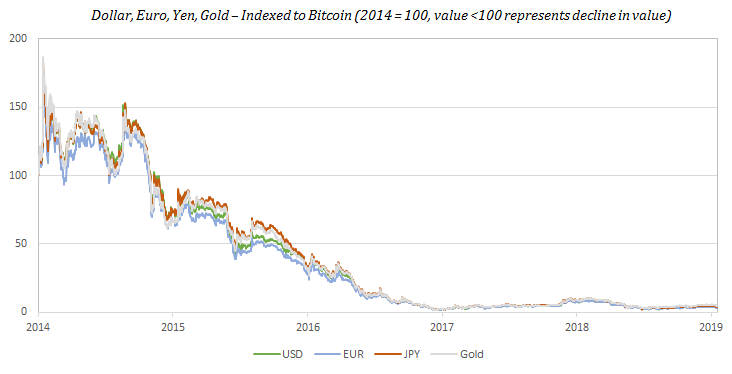 Dollar, Euro, Yen, Gold – Indexed to Bitcoin (2014 = 100, value <100 represents decline in value)
200
150
100
50
0
2014 2015 2016 2017 2018 2019
USD EUR JPY Gold